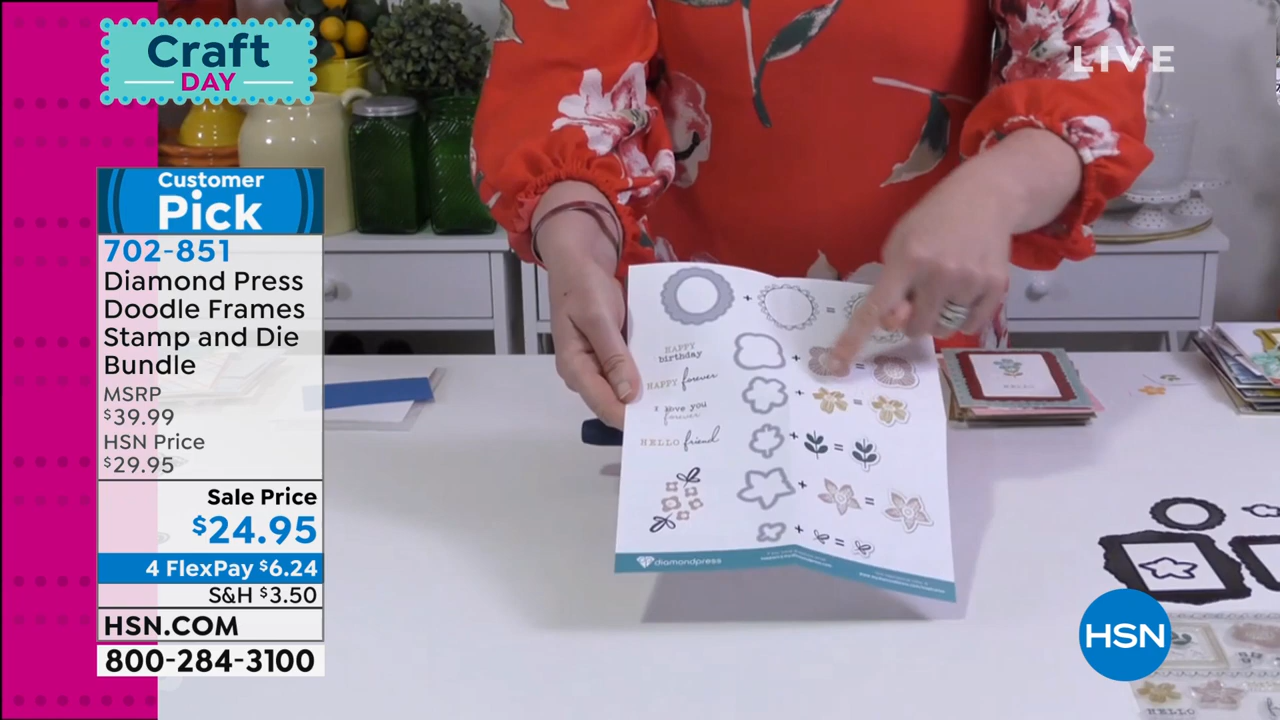 Craft
DAY
LIVE
Customer
Pick
702-851
Diamond Press
Doodle Frames
Stamp and Die
Bundle
MSRP
$39.99
HSN Price
$29.95
Sale Price
$24.95
4 FlexPay $6.24
S&H $3.50
HSN.COM
800-284-3100
HAPPY
birthday
HAPPY forever
I love you
forever
HELLO friend
diamondpress
HELLO
HSN
HELLO